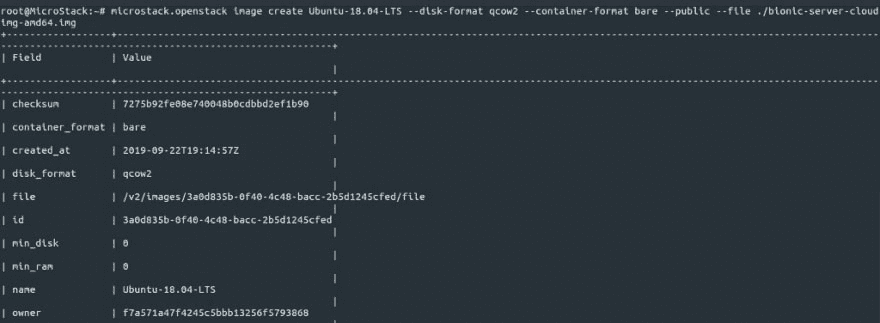 root@MicroStack:~# microstack.openstack image create Ubuntu-18.04-LTS --disk-format qcow2 --container-format bare --public --file ./bionic-server-cloud
img-amd64.img
| Field | Value
|
| checksum | 7275b92fe08e740048b0cdbbd2ef1b90
|
| container_format | bare
|
| created_at | 2019-09-22T19:14:57Z
|
| disk_format | qcow2
|
| file | /v2/images/3a0d835b-0f40-4c48-bacc-2b5d1245cfed/file
|
| id | 3a0d835b-0f40-4c48-bacc-2b5d1245cfed
|
| min_disk | 0
|
| min_ram | 0
|
| name | Ubuntu-18.04-LTS
|
| owner | f7a571a47f4245c5bbb13256f5793868
|